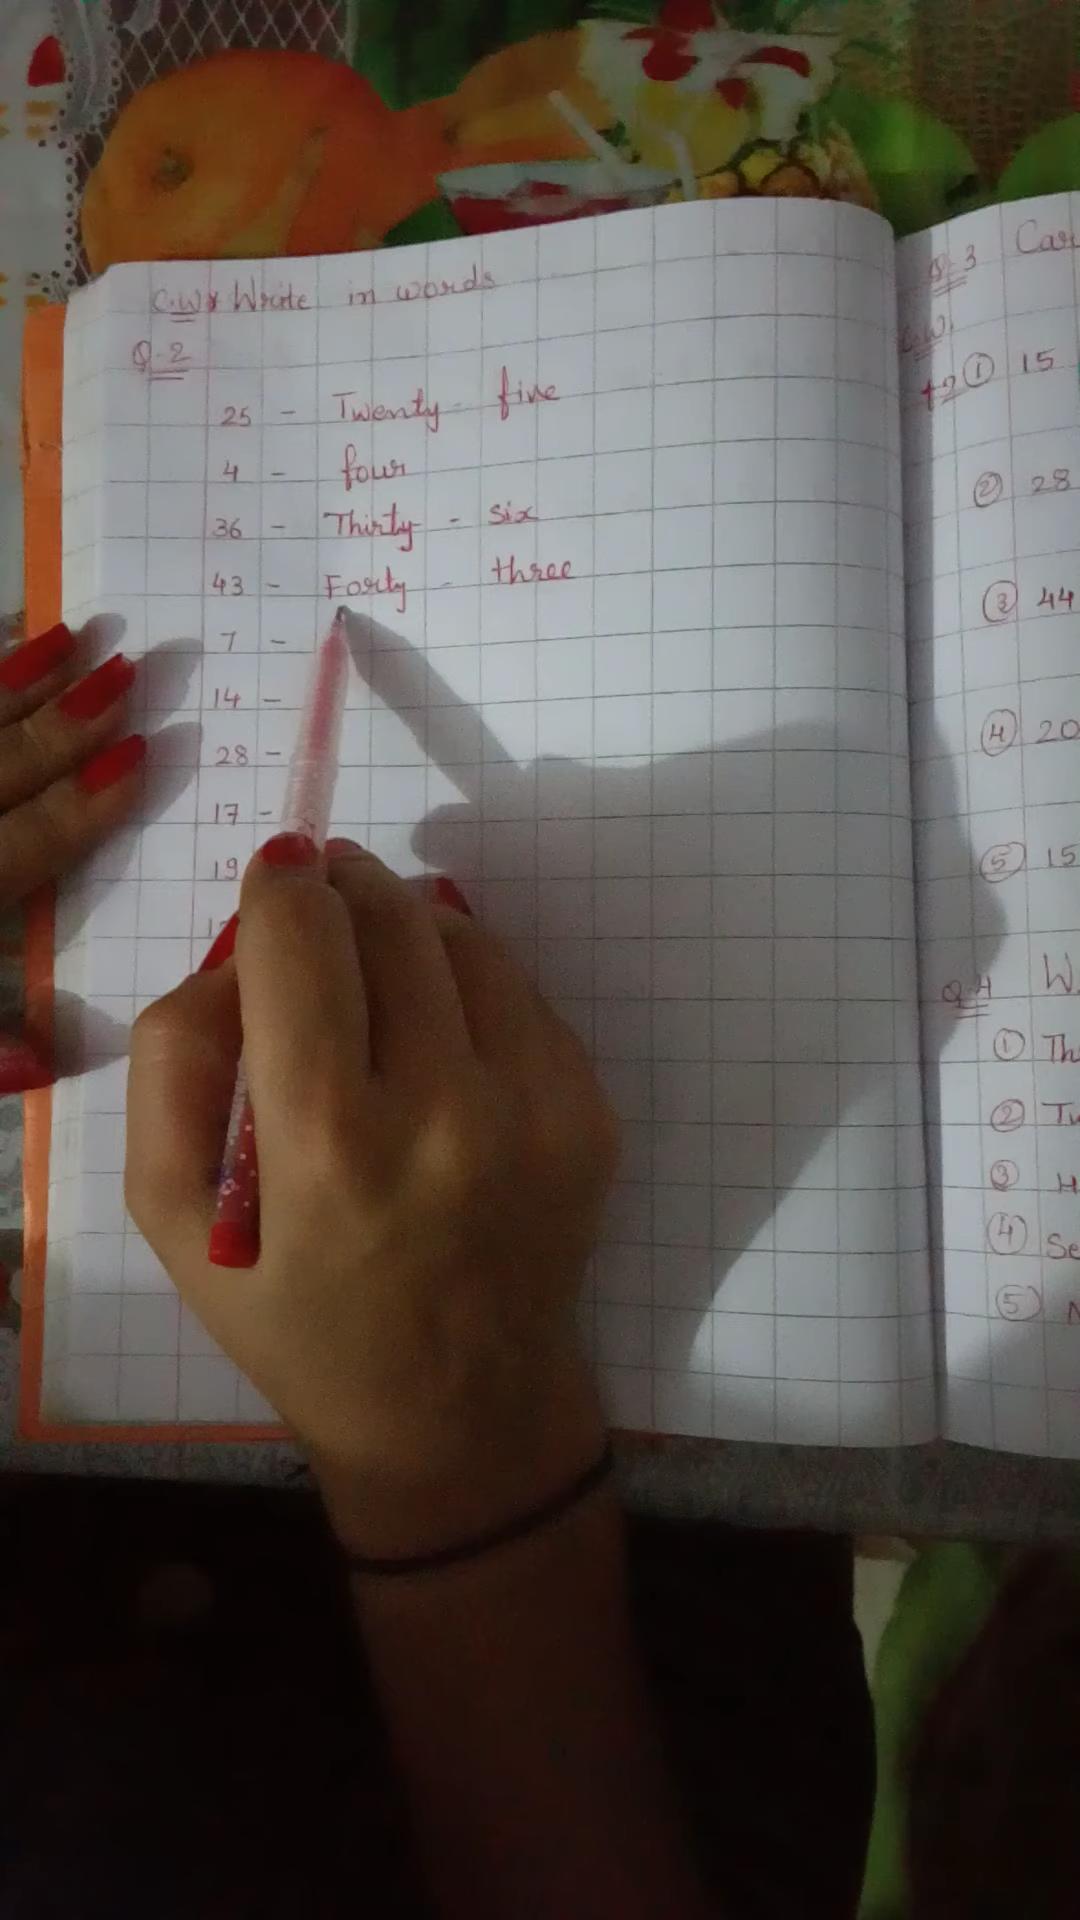 C.W Write in words
Q-2
25 - Twenty - five
4 - four
36 - Thirty - six
43 - Forty - three
7 -
14 -
28 -
17 -
19
Q-3
C.W.
+2 ① 15
② 28
③ 44
④ 20
⑤ 15
Q-4
①
②
③
④
⑤